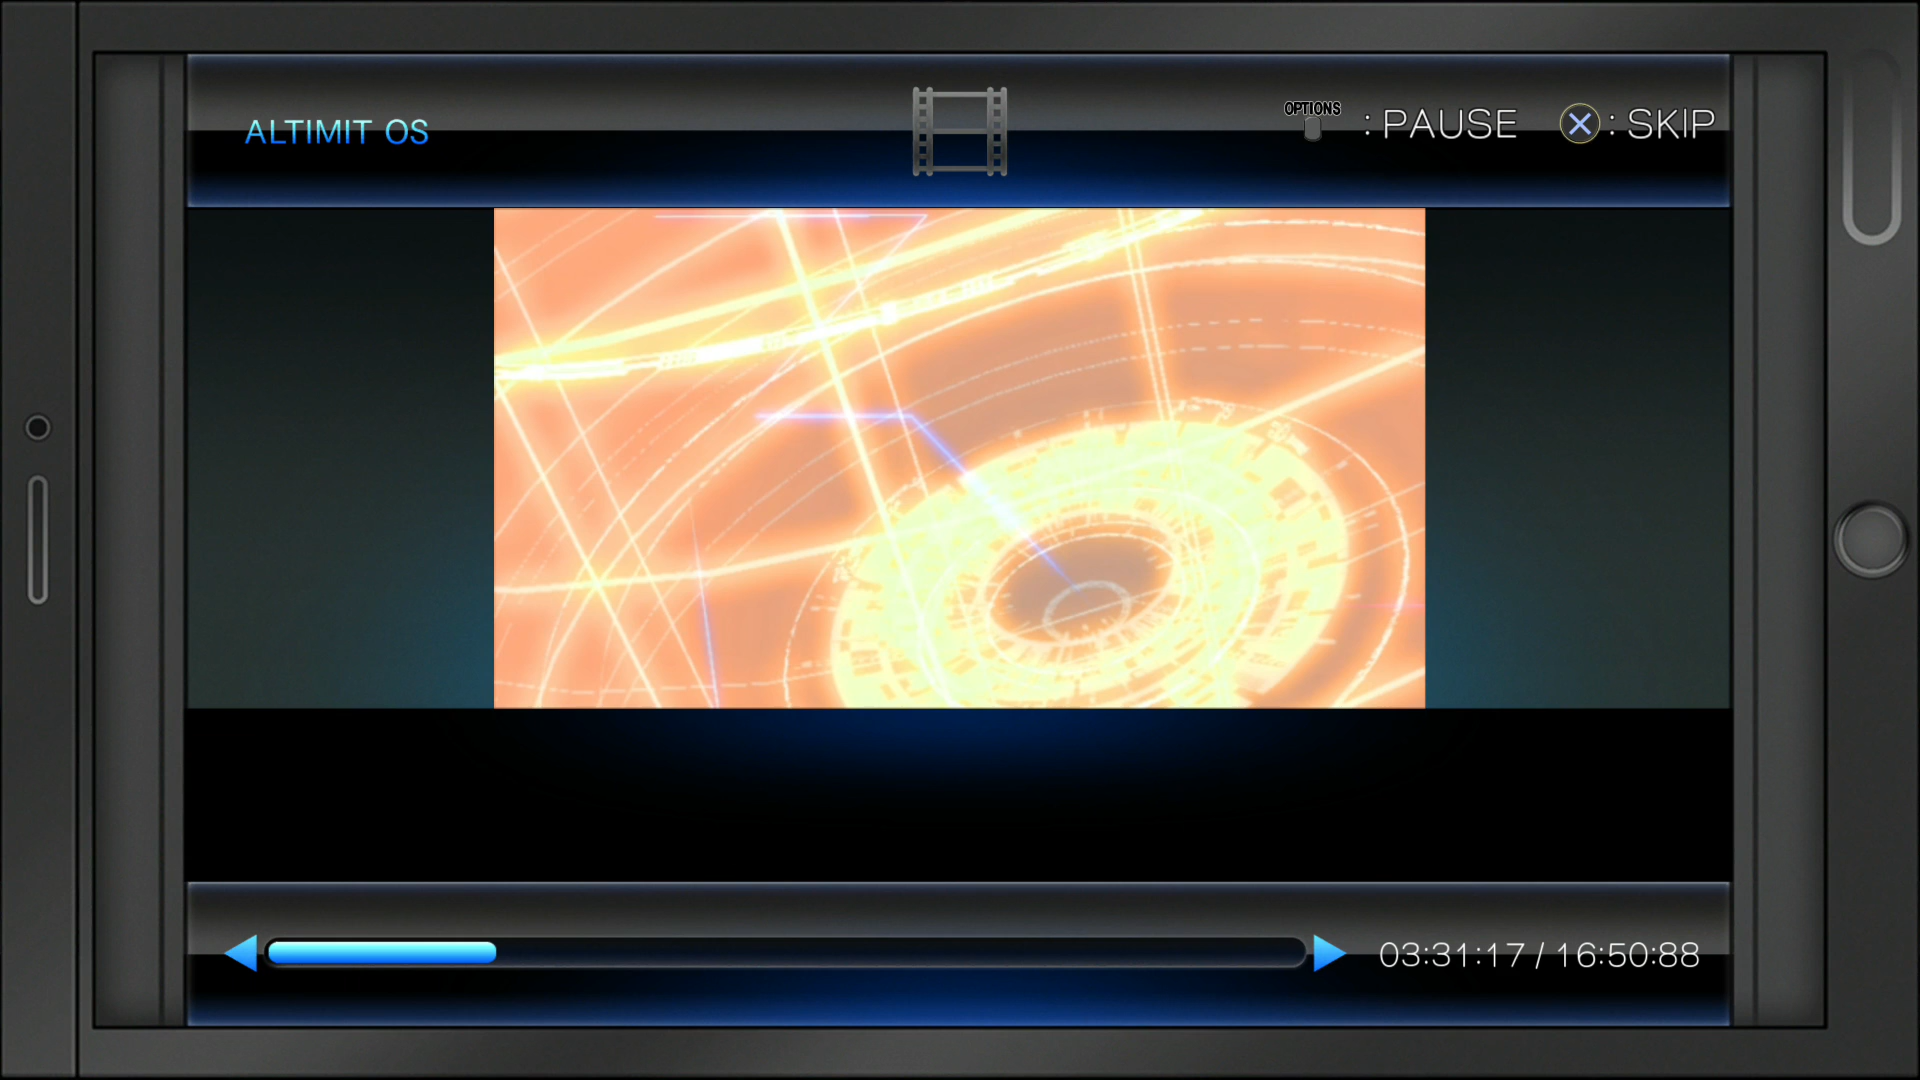 ALTIMIT OS
OPTIONS : PAUSE Ⓧ : SKIP
03:31:17 / 16:50:88